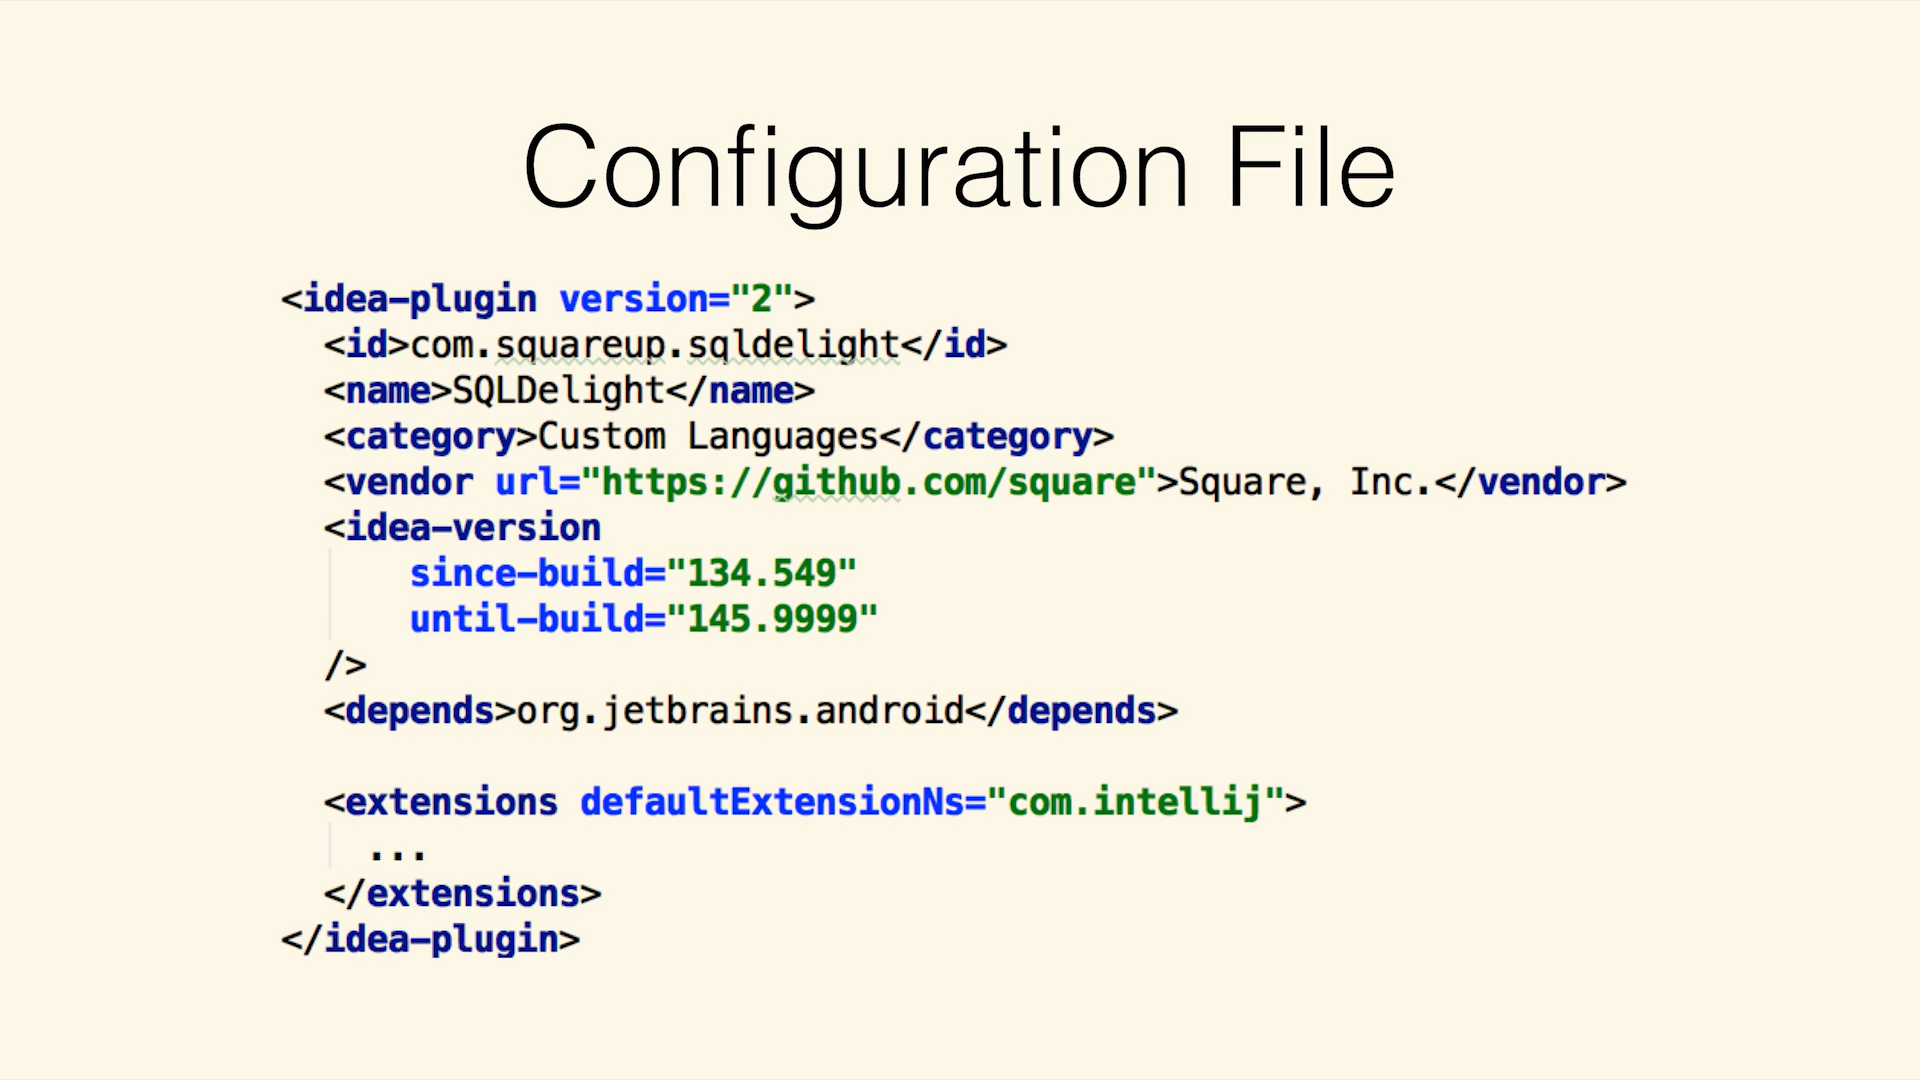 Configuration File
<idea-plugin version="2">
<id>com.squareup.sqldelight</id>
<name>SQLDelight</name>
<category>Custom Languages</category>
<vendor url="https://github.com/square">Square, Inc.</vendor>
<idea-version
since-build="134.549"
until-build="145.9999"
/>
<depends>org.jetbrains.android</depends>
<extensions defaultExtensionNs="com.intellij">
...
</extensions>
</idea-plugin>